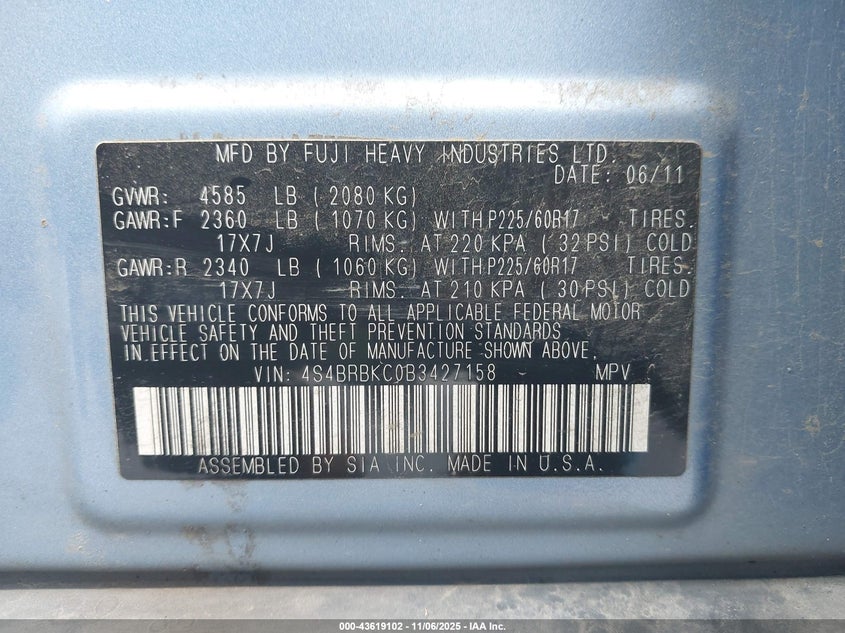 MFD BY FUJI HEAVY INDUSTRIES LTD.
DATE: 06/11
GVWR: 4585 LB ( 2080 KG)
GAWR:F 2360 LB ( 1070 KG) WITH P225/60R17 TIRES.
17X7J RIMS. AT 220 KPA ( 32 PSI) COLD
GAWR:R 2340 LB ( 1060 KG) WITH P225/60R17 TIRES.
17X7J RIMS. AT 210 KPA ( 30 PSI) COLD
THIS VEHICLE CONFORMS TO ALL APPLICABLE FEDERAL MOTOR
VEHICLE SAFETY AND THEFT PREVENTION STANDARDS
IN EFFECT ON THE DATE OF MANUFACTURE SHOWN ABOVE.
VIN: 4S4BRBKC0B3427158 MPV
ASSEMBLED BY SIA INC. MADE IN U.S.A.
000-43619102 - 11/06/2025 - IAA Inc.